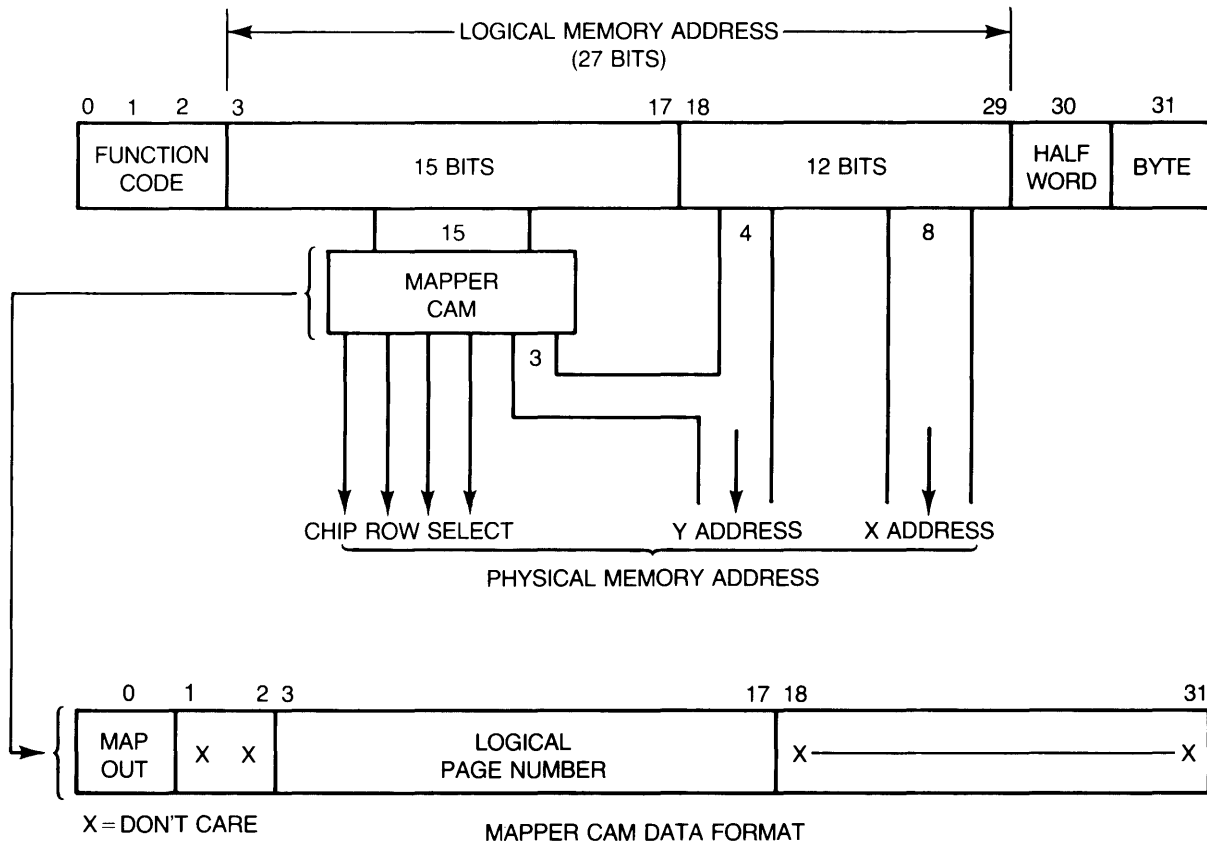 LOGICAL MEMORY ADDRESS
(27 BITS)
0 1 2 3 17 18 29 30 31
FUNCTION CODE 15 BITS 12 BITS HALF WORD BYTE
15 4 8
MAPPER
CAM
3
CHIP ROW SELECT Y ADDRESS X ADDRESS
PHYSICAL MEMORY ADDRESS
0 1 2 3 17 18 31
MAP OUT X X LOGICAL PAGE NUMBER X X
X = DON'T CARE
MAPPER CAM DATA FORMAT